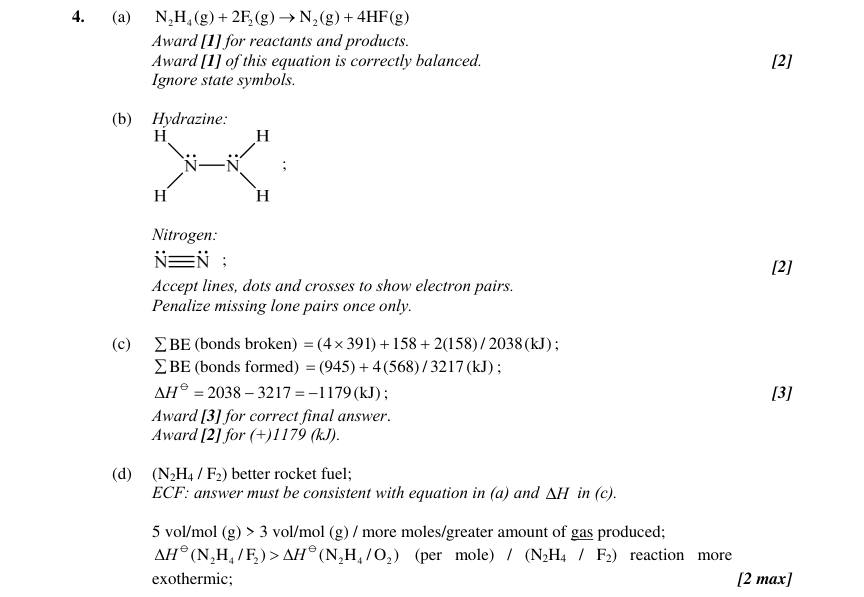 4. (a) N₂H₄(g) + 2F₂(g) → N₂(g) + 4HF(g)
Award [1] for reactants and products.
Award [1] of this equation is correctly balanced. [2]
Ignore state symbols.
(b) Hydrazine:
H H
N—N ;
H H
Nitrogen:
N≡N ; [2]
Accept lines, dots and crosses to show electron pairs.
Penalize missing lone pairs once only.
(c) ∑BE (bonds broken) = (4 × 391) + 158 + 2(158) / 2038 (kJ) ;
∑BE (bonds formed) = (945) + 4(568) / 3217 (kJ) ;
ΔH⊖ = 2038 − 3217 = −1179 (kJ) ; [3]
Award [3] for correct final answer.
Award [2] for (+)1179 (kJ).
(d) (N₂H₄ / F₂) better rocket fuel;
ECF: answer must be consistent with equation in (a) and ΔH in (c).
5 vol/mol (g) > 3 vol/mol (g) / more moles/greater amount of gas produced;
ΔH⊖ (N₂H₄ / F₂) > ΔH⊖ (N₂H₄ / O₂) (per mole) / (N₂H₄ / F₂) reaction more
exothermic; [2 max]